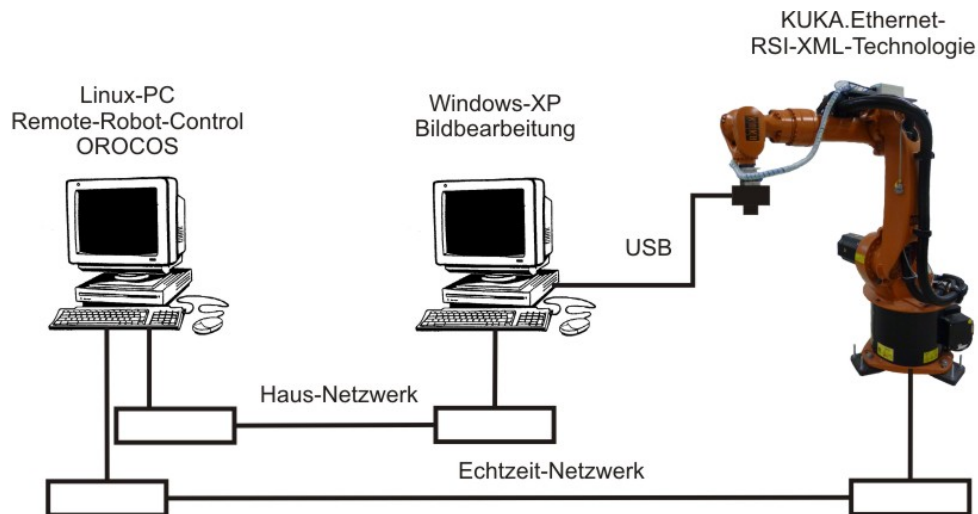 KUKA.Ethernet-
RSI-XML-Technologie
Linux-PC
Remote-Robot-Control
OROCOS
Windows-XP
Bildbearbeitung
USB
Haus-Netzwerk
Echtzeit-Netzwerk